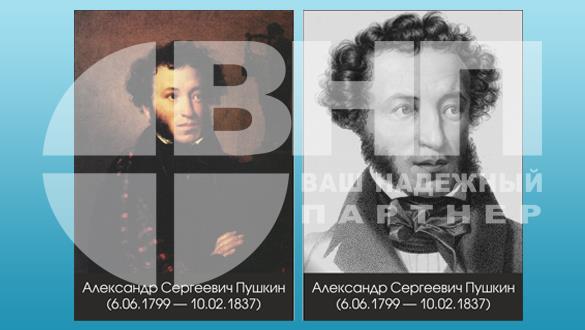 ВНП
ВАШ НАДЕЖНЫЙ
ПАРТНЕР
Александр Сергеевич Пушкин
(6.06.1799 — 10.02.1837)
Александр Сергеевич Пушкин
(6.06.1799 — 10.02.1837)